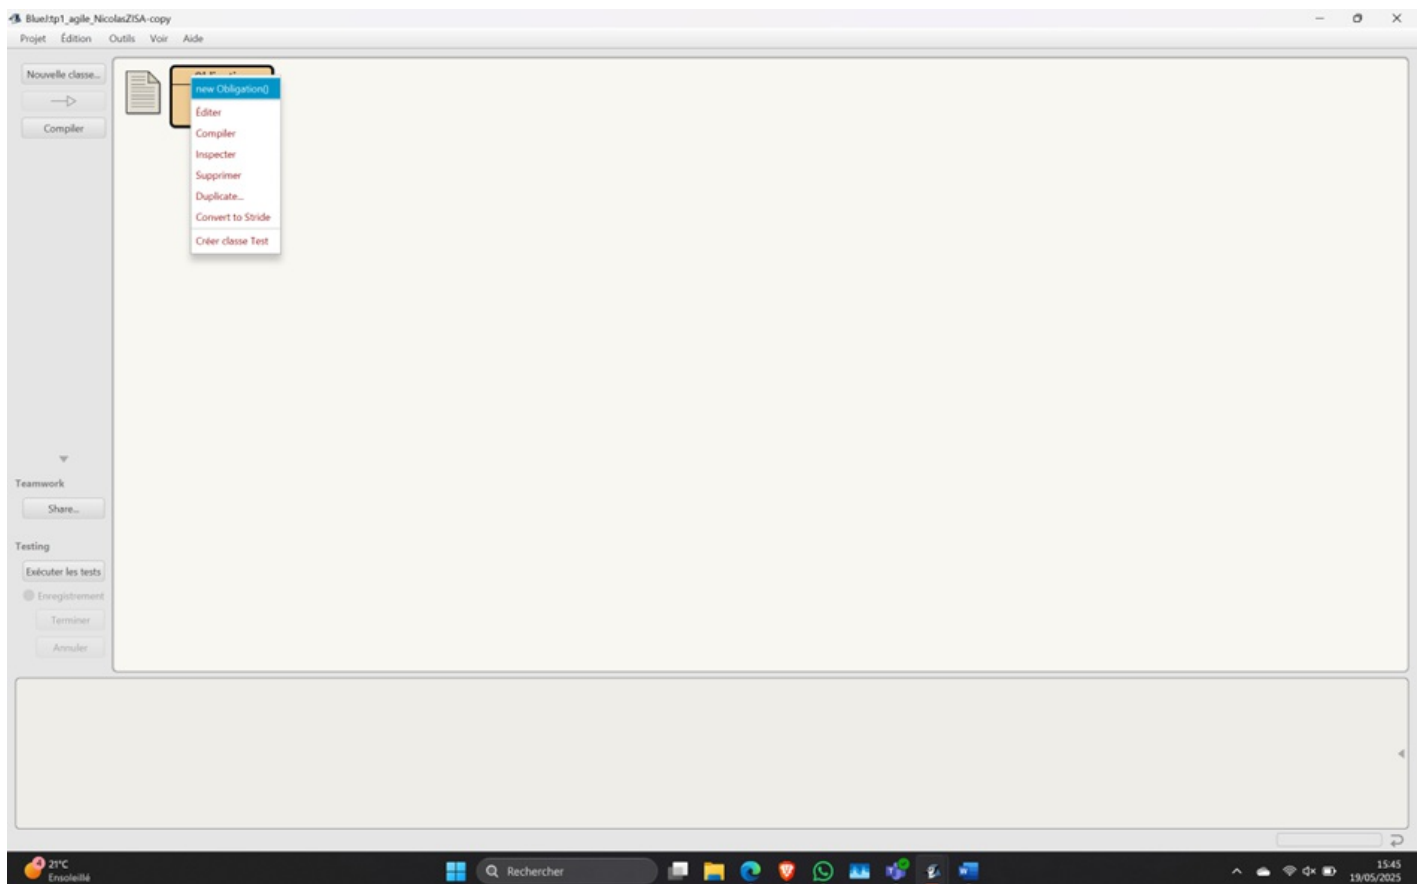 BlueJ:tp1_agile_NicolasZISA-copy
Projet Édition Outils Voir Aide
Nouvelle classe...
Compiler
new Obligation()
Éditer
Compiler
Inspecter
Supprimer
Duplicate...
Convert to Stride
Créer classe Test
Teamwork
Share...
Testing
Exécuter les tests
Enregistrement
Terminer
Annuler
4
21°C
Ensoleillé
Rechercher
15:45
19/05/2025